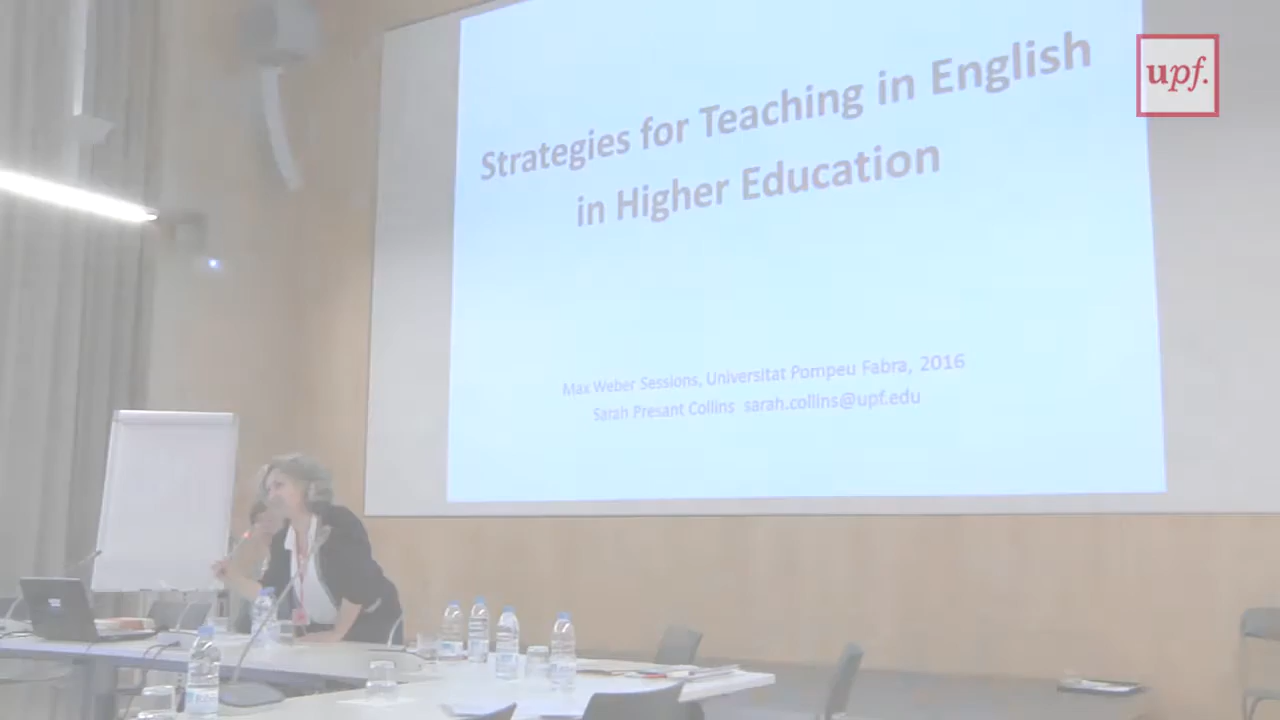 upf.
Strategies for Teaching in English
in Higher Education
Max Weber Sessions, Universitat Pompeu Fabra, 2016
Sarah Presant Collins sarah.collins@upf.edu